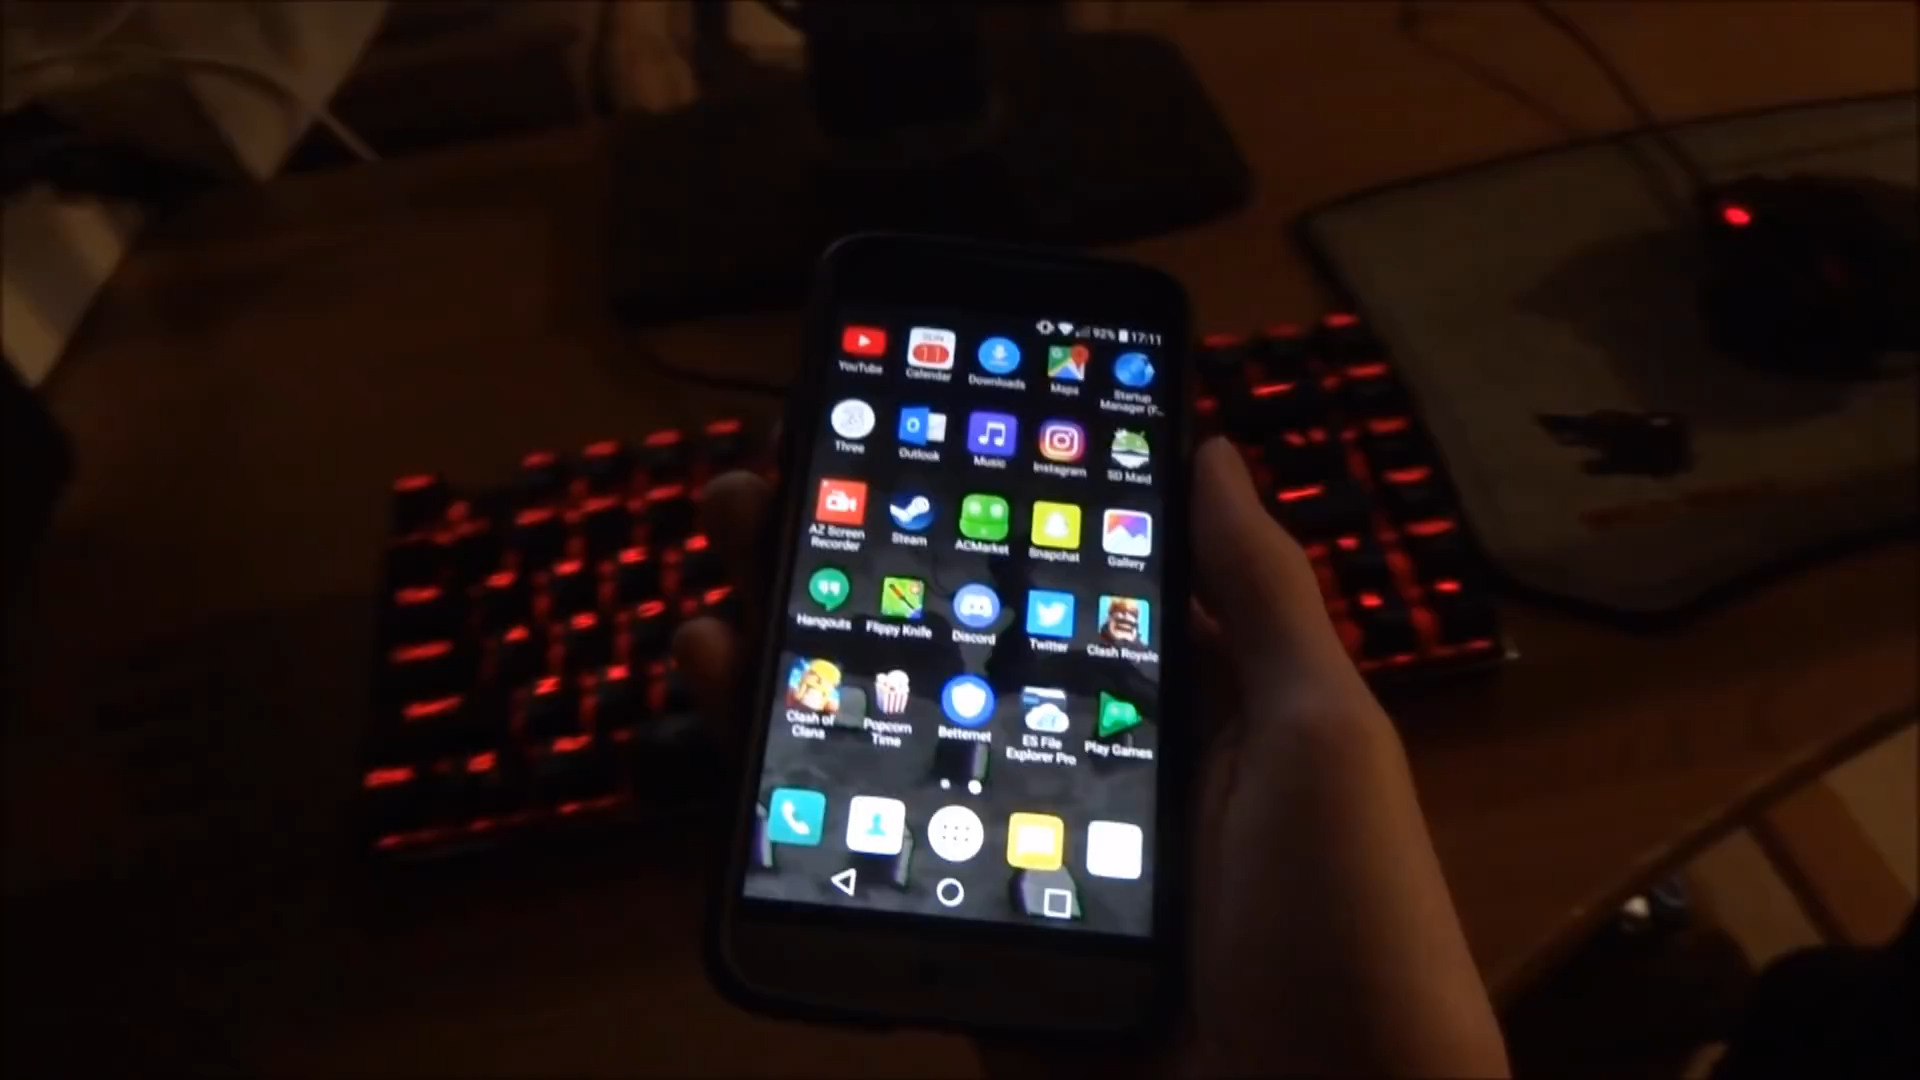 92% 17:11
YouTube Calendar Downloads Maps Startup
Manager (F...
Three Outlook Music Instagram SD Maid
AZ Screen
Recorder
Steam ACMarket Snapchat Gallery
Hangouts Flippy Knife Discord Twitter Clash Royale
Clash of
Clans
Popcorn
Time
Betternet
ES File
Explorer Pro
Play Games
SUN
11